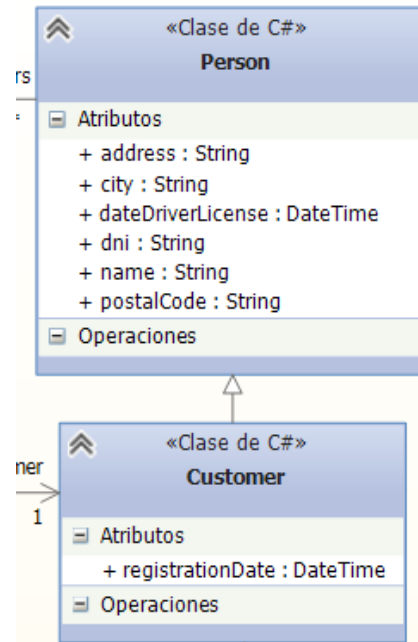 «Clase de C#»
Person
rs
*
Atributos
+ address : String
+ city : String
+ dateDriverLicense : DateTime
+ dni : String
+ name : String
+ postalCode : String
Operaciones
«Clase de C#»
Customer
mer
1
Atributos
+ registrationDate : DateTime
Operaciones